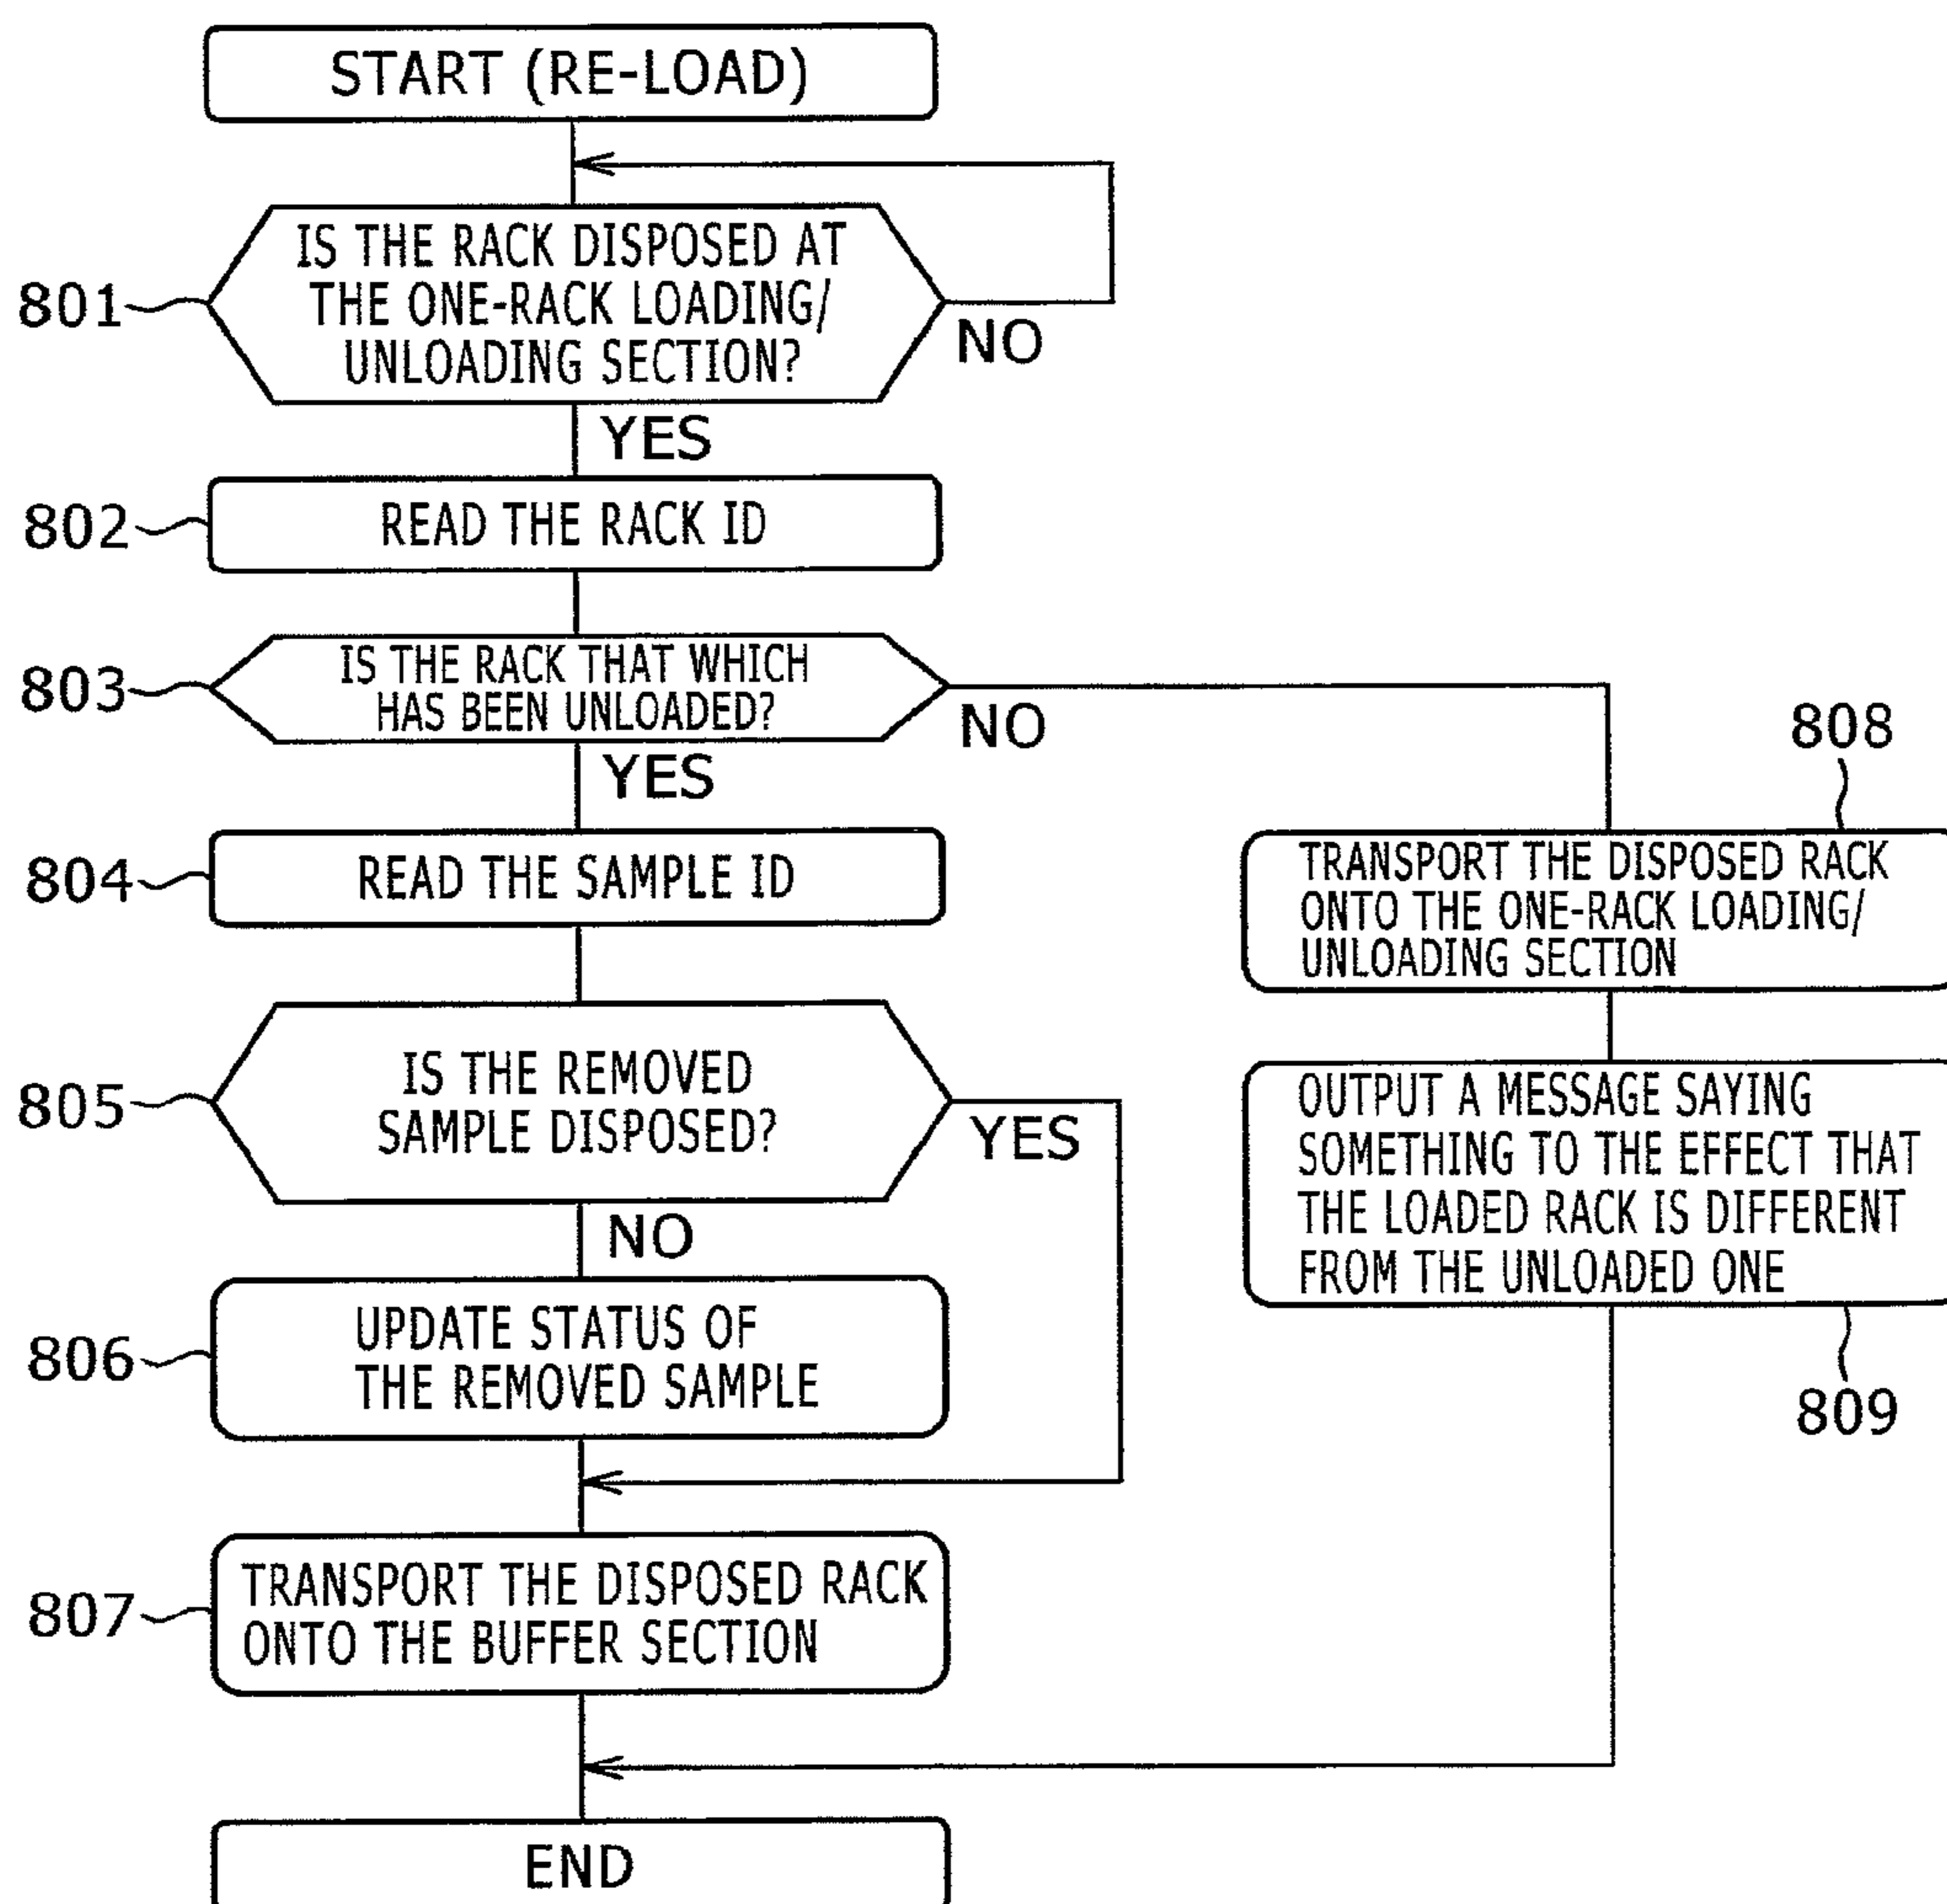 START (RE-LOAD)
801
IS THE RACK DISPOSED AT
THE ONE-RACK LOADING/
UNLOADING SECTION?
NO
YES
802
READ THE RACK ID
803
IS THE RACK THAT WHICH
HAS BEEN UNLOADED?
NO
YES
804
READ THE SAMPLE ID
808
TRANSPORT THE DISPOSED RACK
ONTO THE ONE-RACK LOADING/
UNLOADING SECTION
805
IS THE REMOVED
SAMPLE DISPOSED?
YES
NO
OUTPUT A MESSAGE SAYING
SOMETHING TO THE EFFECT THAT
THE LOADED RACK IS DIFFERENT
FROM THE UNLOADED ONE
809
806
UPDATE STATUS OF
THE REMOVED SAMPLE
807
TRANSPORT THE DISPOSED RACK
ONTO THE BUFFER SECTION
END